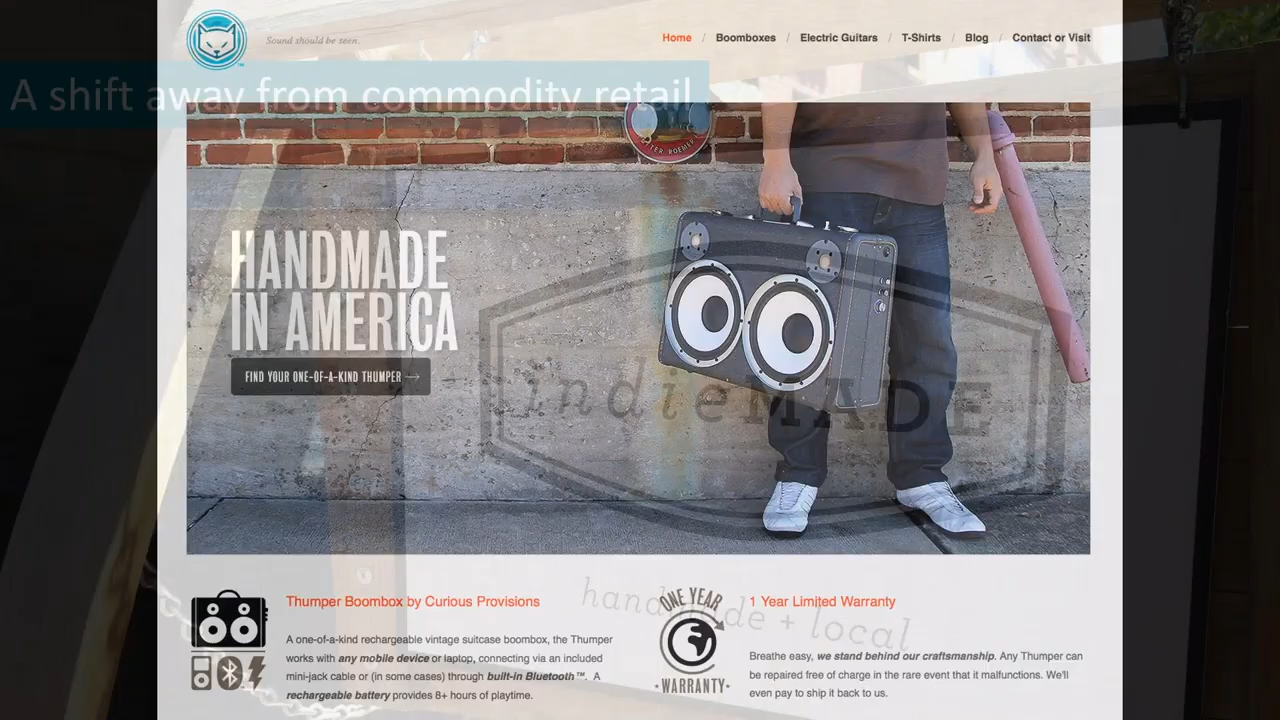 Sound should be seen.
Home / Boomboxes / Electric Guitars / T-Shirts / Blog / Contact or Visit
A shift away from commodity retail
HANDMADE
IN AMERICA
FIND YOUR ONE-OF-A-KIND THUMPER →
indieMADE
handmade + local
Thumper Boombox by Curious Provisions
A one-of-a-kind rechargeable vintage suitcase boombox, the Thumper
works with any mobile device or laptop, connecting via an included
mini-jack cable or (in some cases) through built-in Bluetooth™. A
rechargeable battery provides 8+ hours of playtime.
ONE YEAR
WARRANTY
1 Year Limited Warranty
Breathe easy, we stand behind our craftsmanship. Any Thumper can
be repaired free of charge in the rare event that it malfunctions. We'll
even pay to ship it back to us.